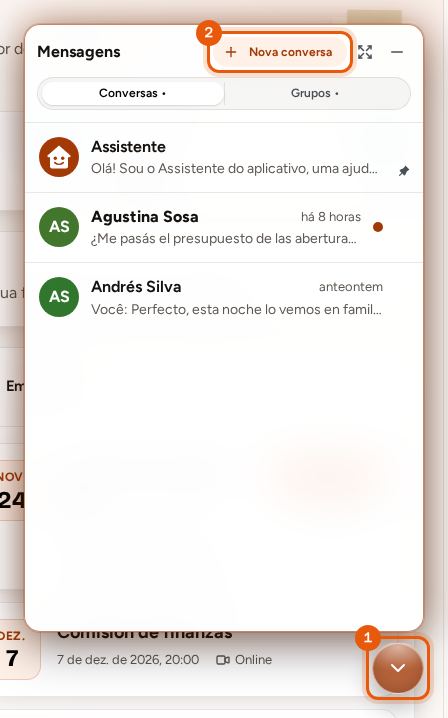 2
or d
Mensagens
+ Nova conversa
Conversas •
Grupos •
Assistente
Olá! Sou o Assistente do aplicativo, uma ajud...
AS
Agustina Sosa
há 8 horas
¿Me pasás el presupuesto de las abertura...
AS
Andrés Silva
anteontem
Você: Perfecto, esta noche lo vemos en famil...
ua f
Em
NOV
24
DEZ.
7
Comisión de finanzas
7 de dez. de 2026, 20:00
Online
1